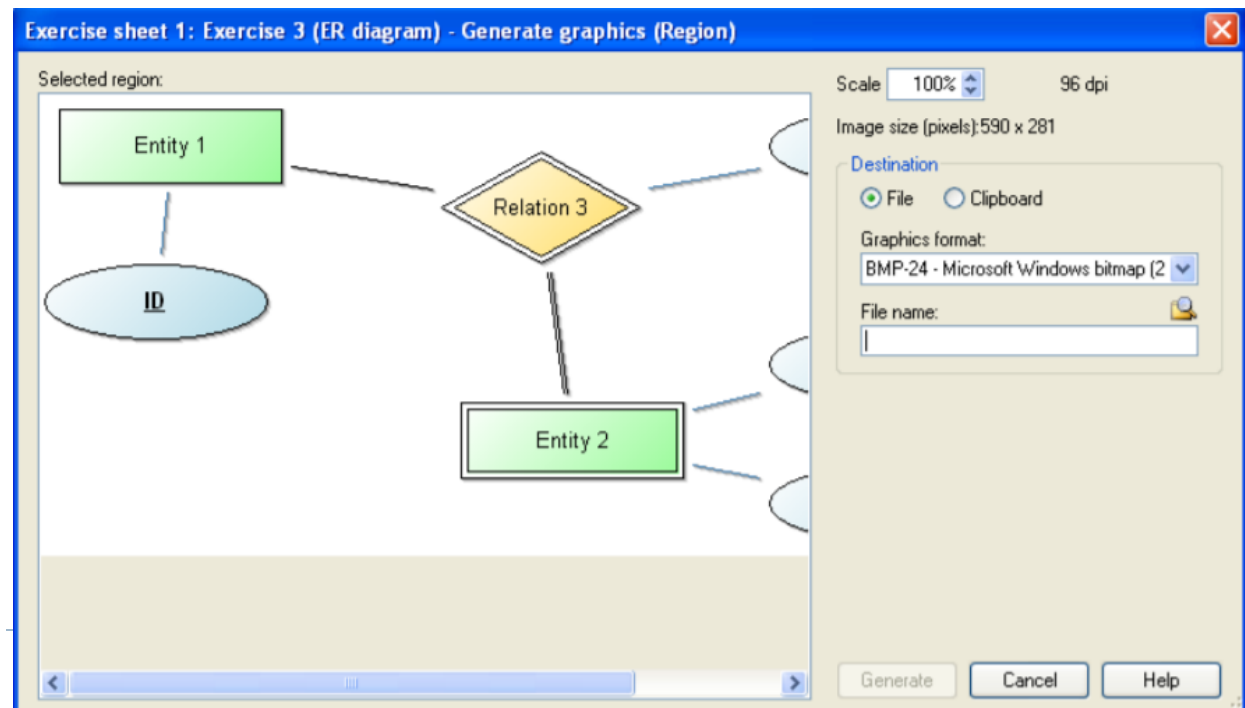 Exercise sheet 1: Exercise 3 (ER diagram) - Generate graphics (Region)
Selected region:
Entity 1
Relation 3
ID
Entity 2
Scale 100% 96 dpi
Image size (pixels):590 x 281
Destination
File Clipboard
Graphics format:
BMP-24 - Microsoft Windows bitmap (2
File name:
Generate Cancel Help